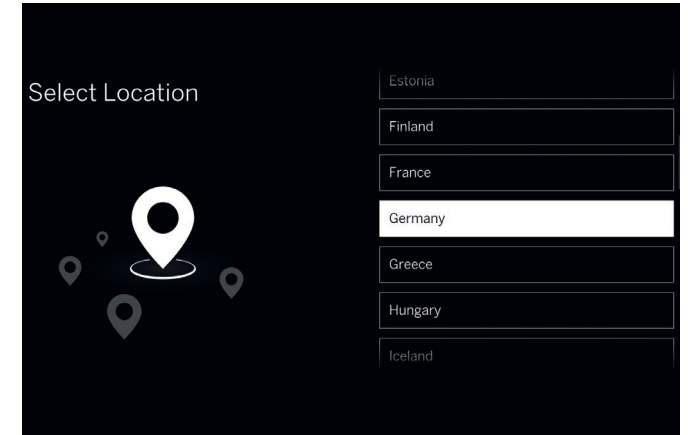 Select Location
Estonia
Finland
France
Germany
Greece
Hungary
Iceland